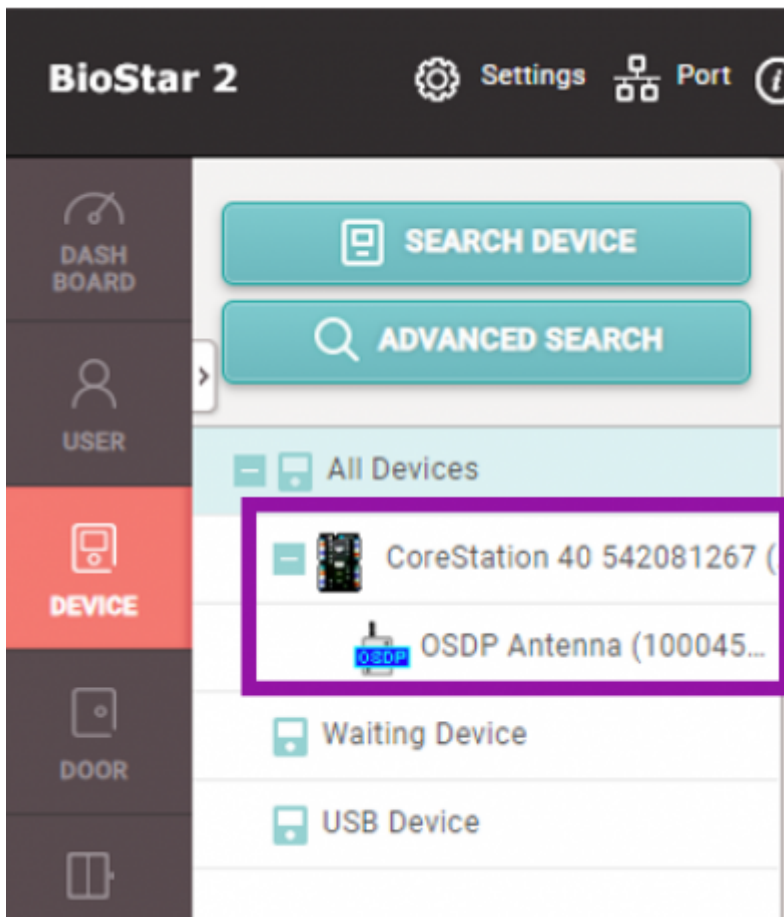 BioStar 2
Settings
Port
DASH
BOARD
SEARCH DEVICE
ADVANCED SEARCH
USER
All Devices
CoreStation 40 542081267 (
DEVICE
OSDP
OSDP Antenna (100045...
Waiting Device
DOOR
USB Device